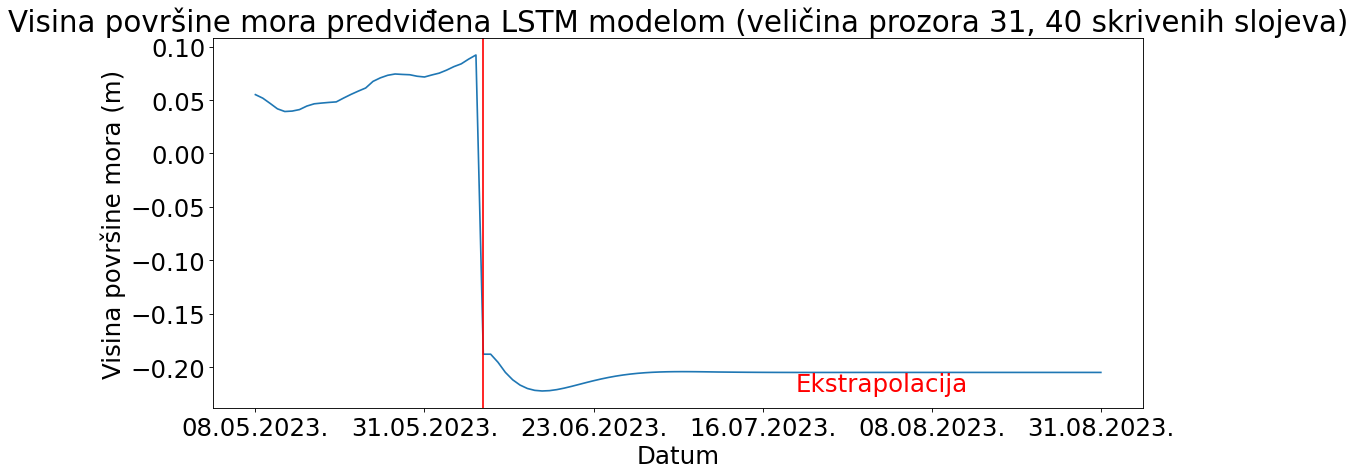 Visina površine mora predviđena LSTM modelom (veličina prozora 31, 40 skrivenih slojeva)
Visina površine mora (m)
0.10
0.05
0.00
−0.05
−0.10
−0.15
−0.20
Ekstrapolacija
08.05.2023. 31.05.2023. 23.06.2023. 16.07.2023. 08.08.2023. 31.08.2023.
Datum